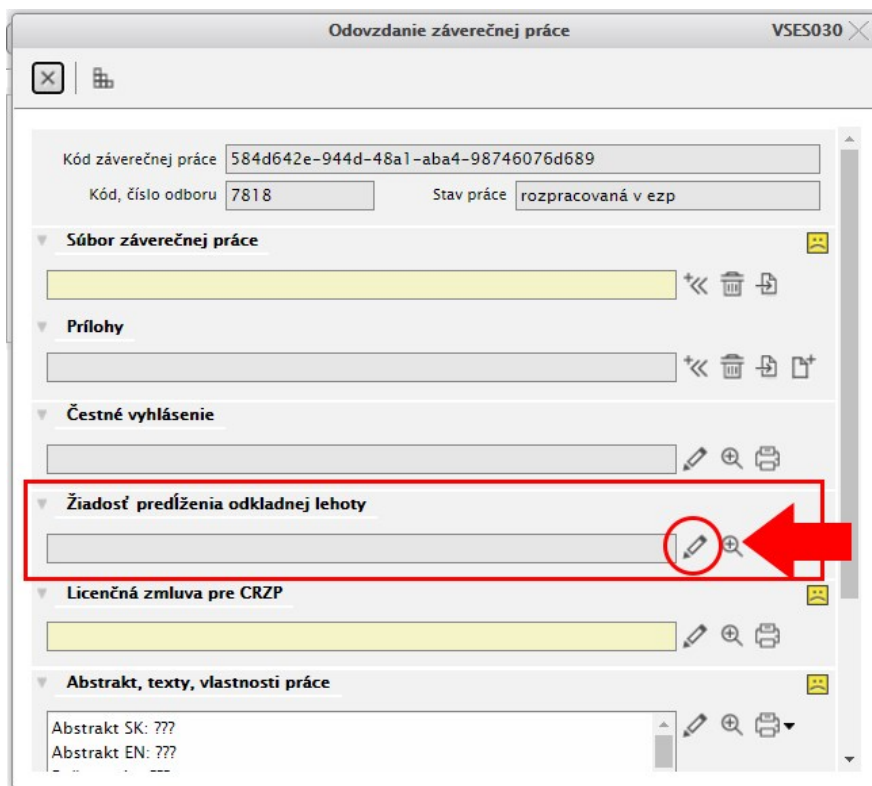 Odovzdanie záverečnej práce VSES030
Kód záverečnej práce 584d642e-944d-48a1-aba4-98746076d689
Kód, číslo odboru 7818 Stav práce rozpracovaná v ezp
Súbor záverečnej práce
Prílohy
Čestné vyhlásenie
Žiadosť predĺženia odkladnej lehoty
Licenčná zmluva pre CRZP
Abstrakt, texty, vlastnosti práce
Abstrakt SK: ???
Abstrakt EN: ???